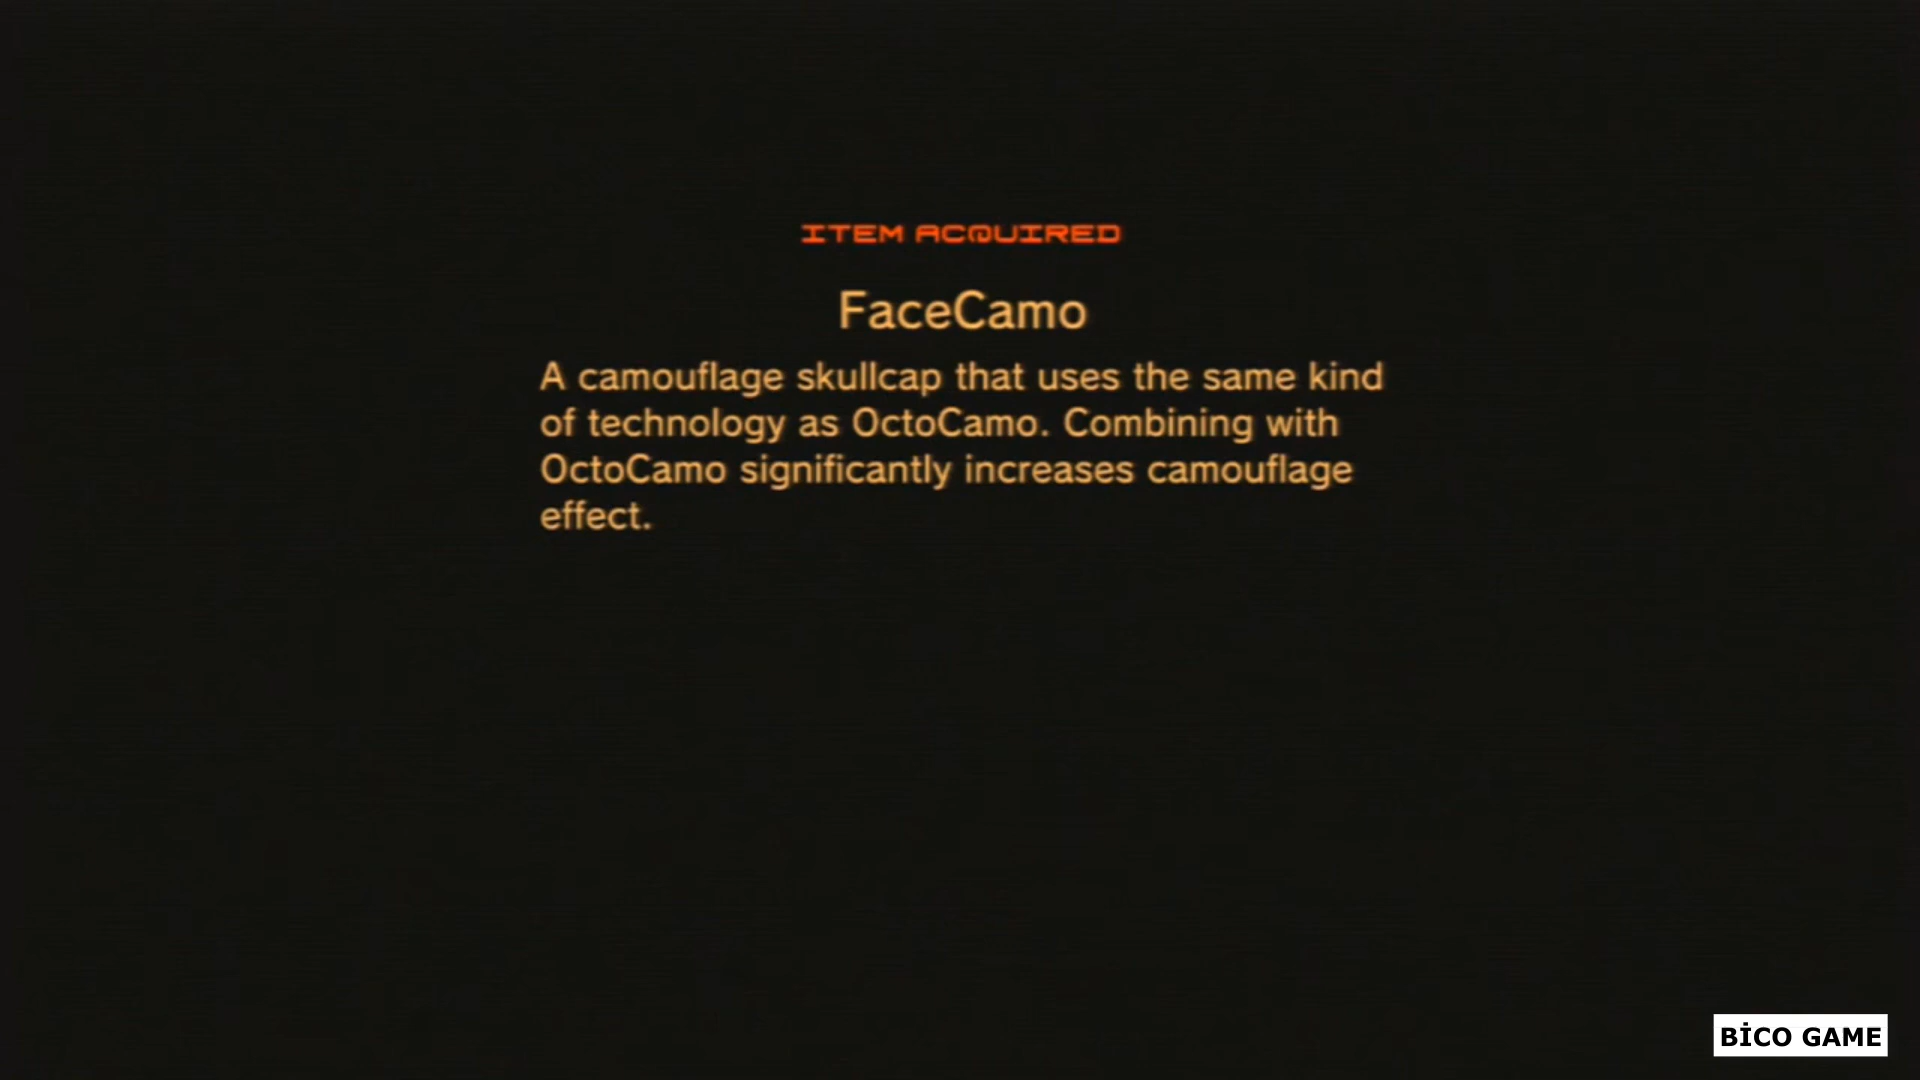 ITEM ACQUIRED
FaceCamo
A camouflage skullcap that uses the same kind
of technology as OctoCamo. Combining with
OctoCamo significantly increases camouflage
effect.
BİCO GAME